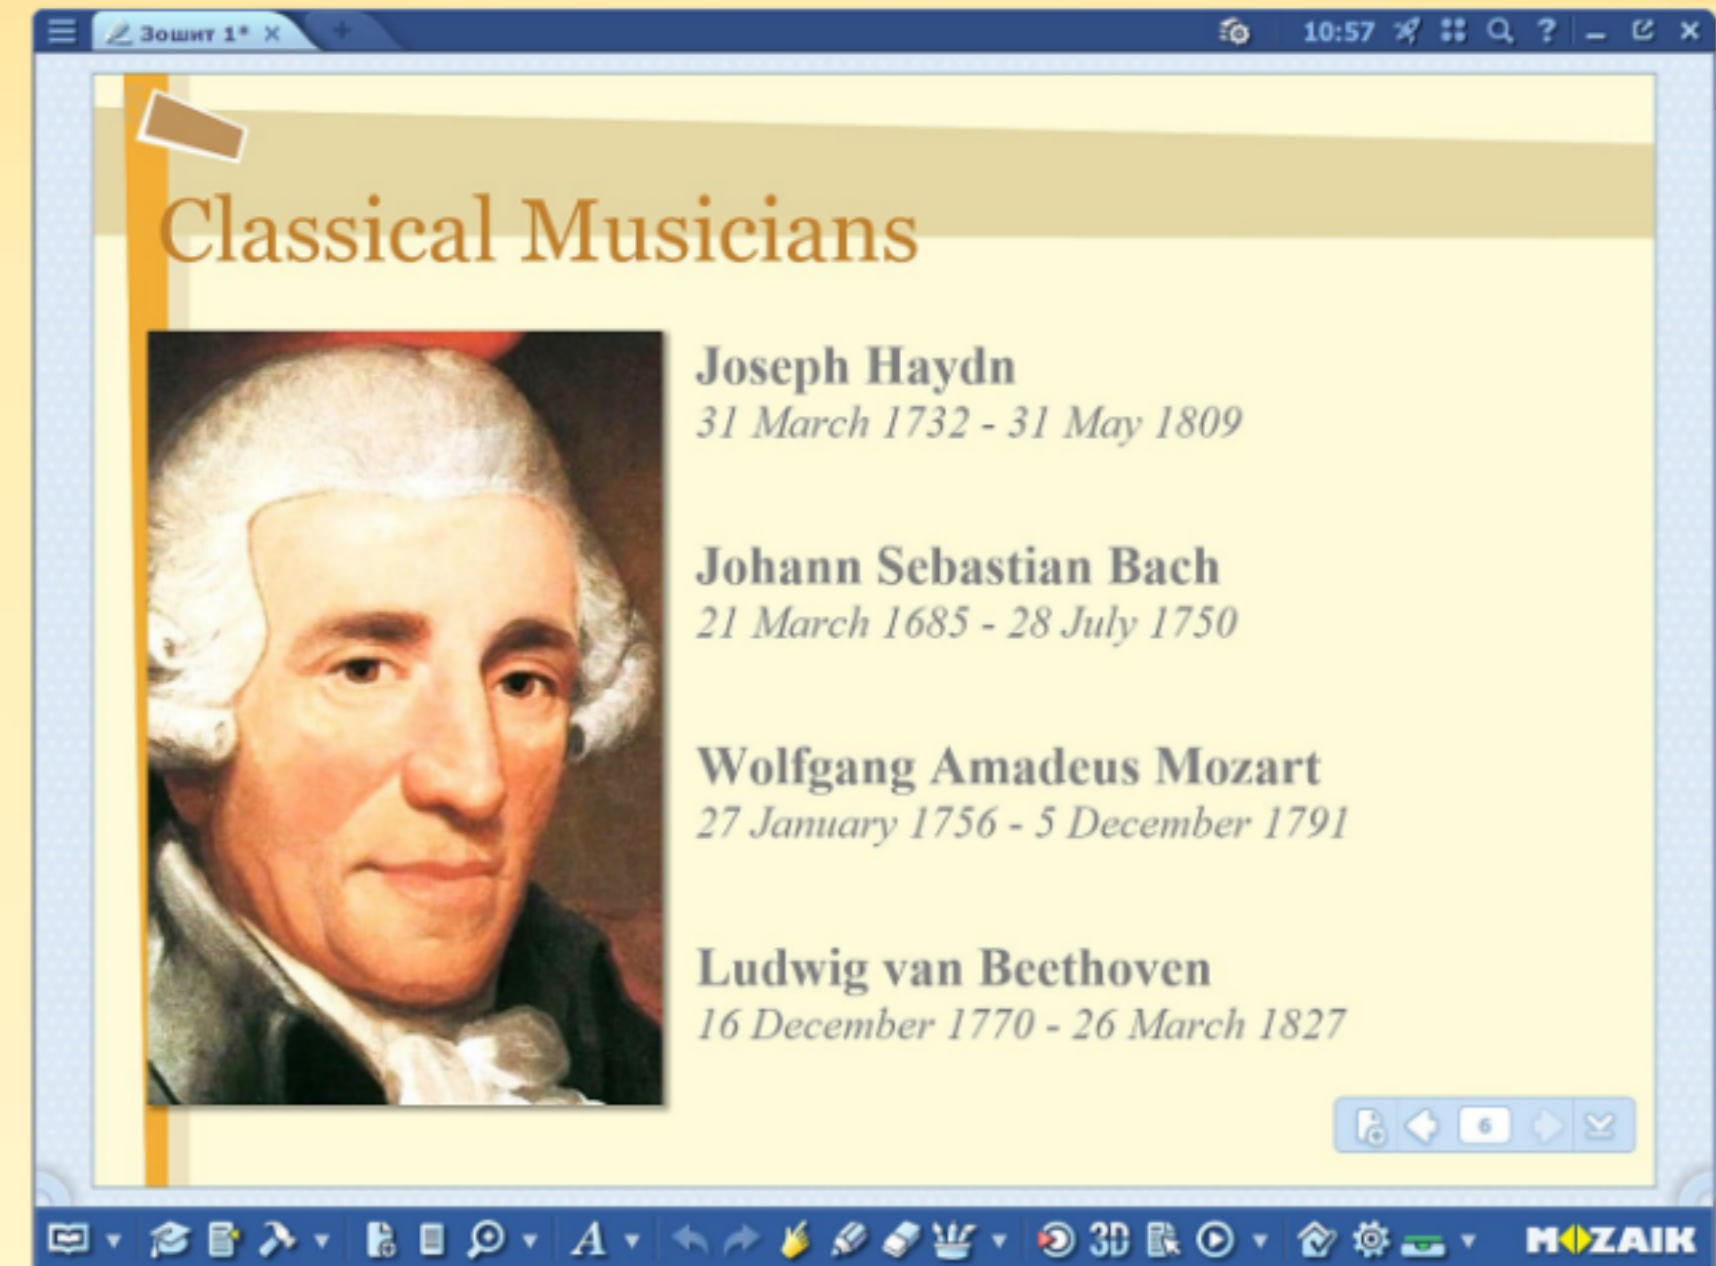 Зошит 1*
10:57
Classical Musicians
Joseph Haydn
31 March 1732 - 31 May 1809
Johann Sebastian Bach
21 March 1685 - 28 July 1750
Wolfgang Amadeus Mozart
27 January 1756 - 5 December 1791
Ludwig van Beethoven
16 December 1770 - 26 March 1827
6
A 3D MOZAIK